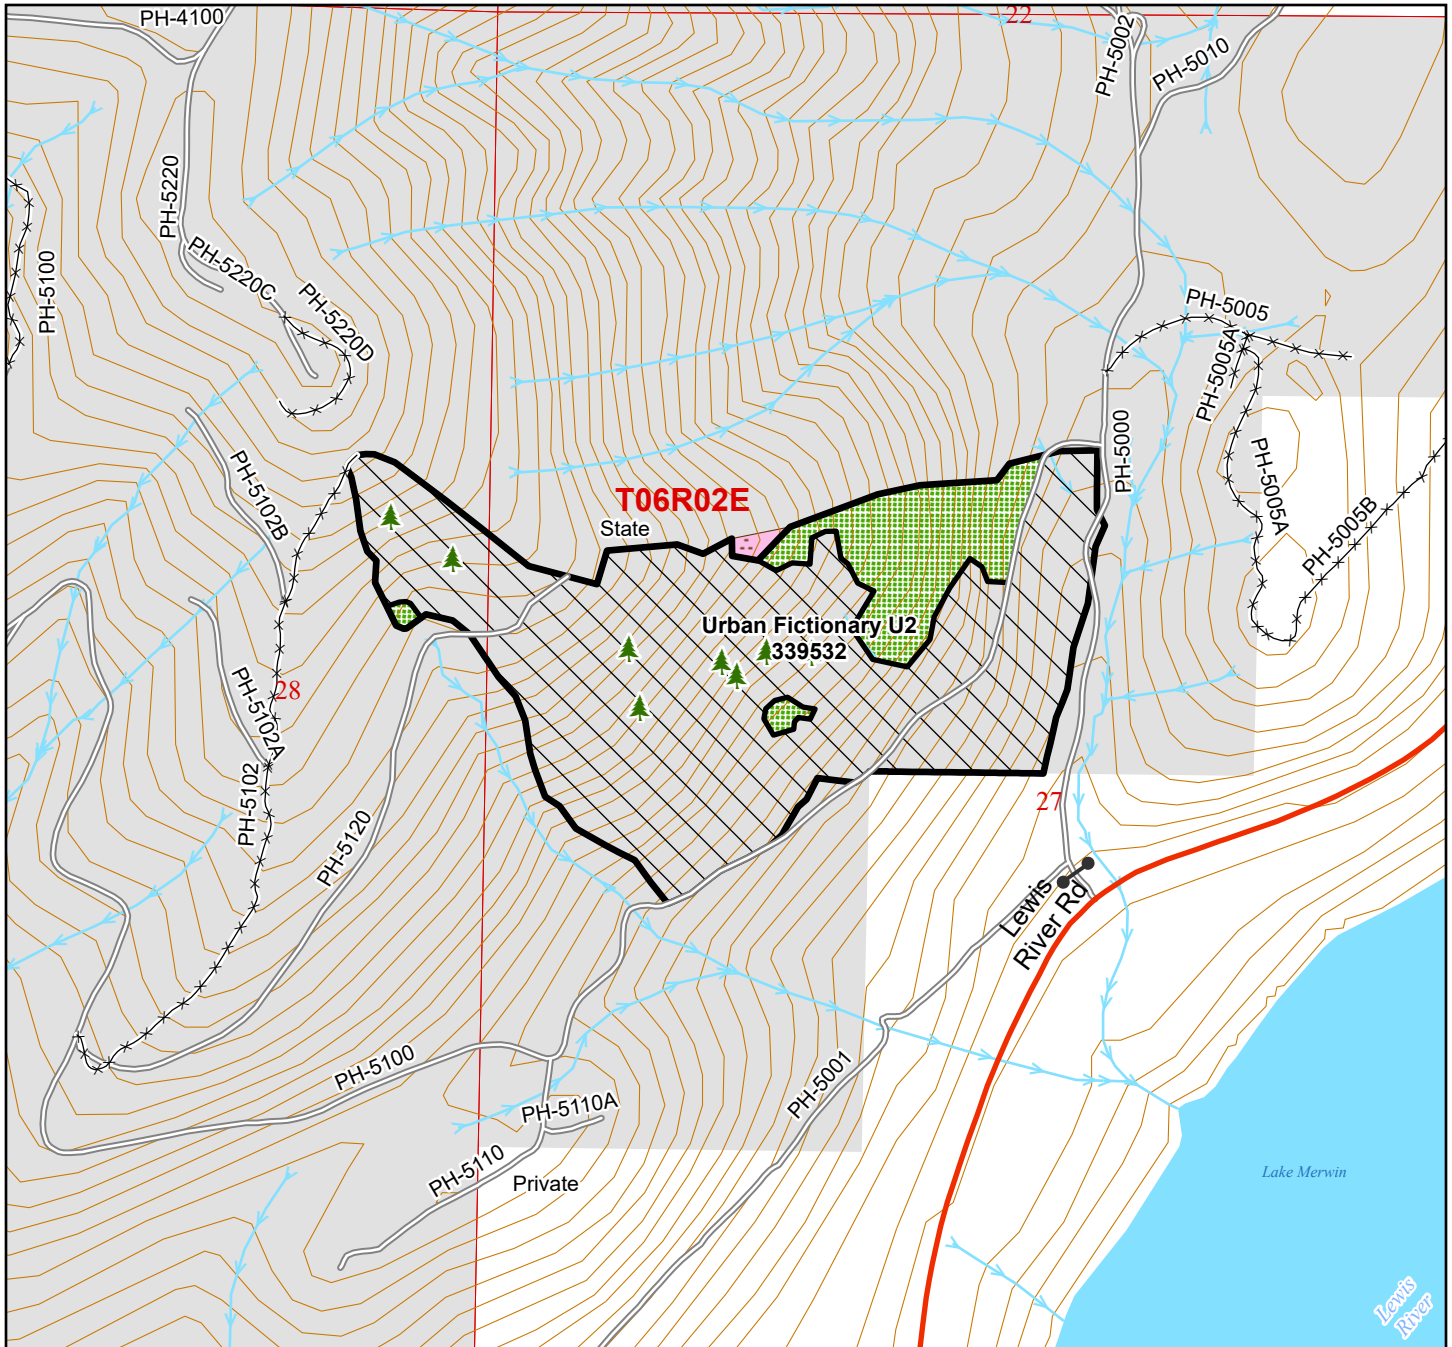 PH-4100
22
PH-5002
PH-5010
PH-5220
PH-5100
PH-5220C
PH-5220D
PH-5005
PH-5005A
PH-5000
PH-5102B
PH-5005A
PH-5005B
T06R02E
State
Urban Fictionary U2
339532
28
PH-5102A
PH-5102
PH-5120
27
Lewis
River Rd
PH-5100
PH-5110A
PH-5001
PH-5110
Private
Lake Merwin
Lewis
River